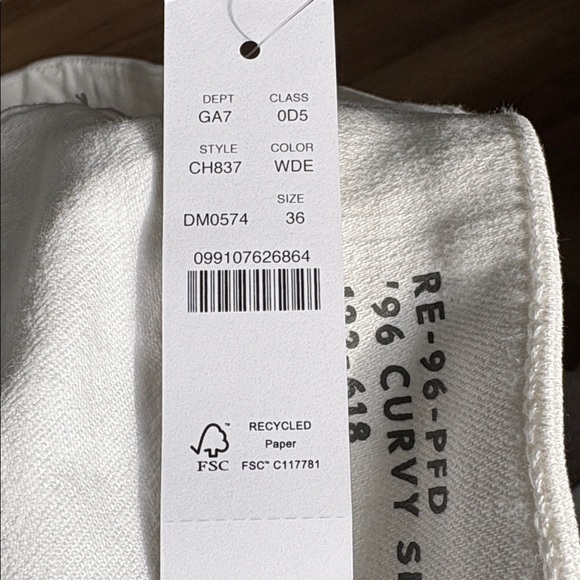 DEPT CLASS
GA7 0D5
STYLE COLOR
CH837 WDE
SIZE
DM0574 36
099107626864
RECYCLED
Paper
FSC™ FSC™ C117781
RE-96-PFD
'96 CURVY